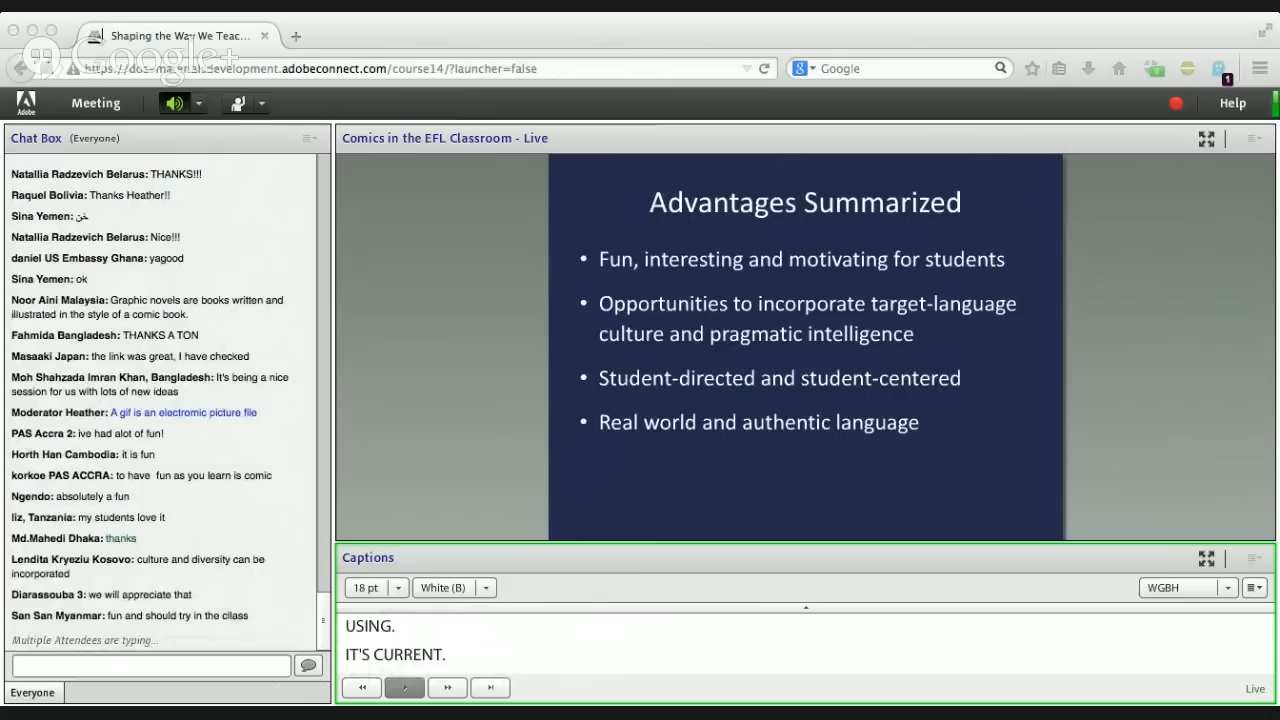 Shaping the Way We Teac...
Google+
https://dos-materialsdevelopment.adobeconnect.com/course14/?launcher=false
Google
1
Adobe
Meeting
Help
Chat Box (Everyone)
Natallia Radzevich Belarus: THANKS!!!
Raquel Bolivia: Thanks Heather!!
Sina Yemen: خن
Natallia Radzevich Belarus: Nice!!!
daniel US Embassy Ghana: yagood
Sina Yemen: ok
Noor Aini Malaysia: Graphic novels are books written and
illustrated in the style of a comic book.
Fahmida Bangladesh: THANKS A TON
Masaaki Japan: the link was great, I have checked
Moh Shahzada Imran Khan, Bangladesh: It's being a nice
session for us with lots of new ideas
Moderator Heather: A gif is an electromic picture file
PAS Accra 2: ive had alot of fun!
Horth Han Cambodia: it is fun
korkoe PAS ACCRA: to have fun as you learn is comic
Ngendo: absolutely a fun
liz, Tanzania: my students love it
Md.Mahedi Dhaka: thanks
Lendita Kryeziu Kosovo: culture and diversity can be
incorporated
Diarassouba 3: we will appreciate that
San San Myanmar: fun and should try in the cllass
Multiple Attendees are typing...
Everyone
Comics in the EFL Classroom - Live
Advantages Summarized
• Fun, interesting and motivating for students
• Opportunities to incorporate target-language
culture and pragmatic intelligence
• Student-directed and student-centered
• Real world and authentic language
Captions
18 pt
White (B)
WGBH
USING.
IT'S CURRENT.
Live